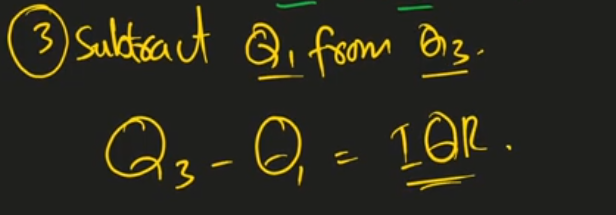 ③ Subtract Q₁ from Q₃.
Q₃ - Q₁ = IQR.